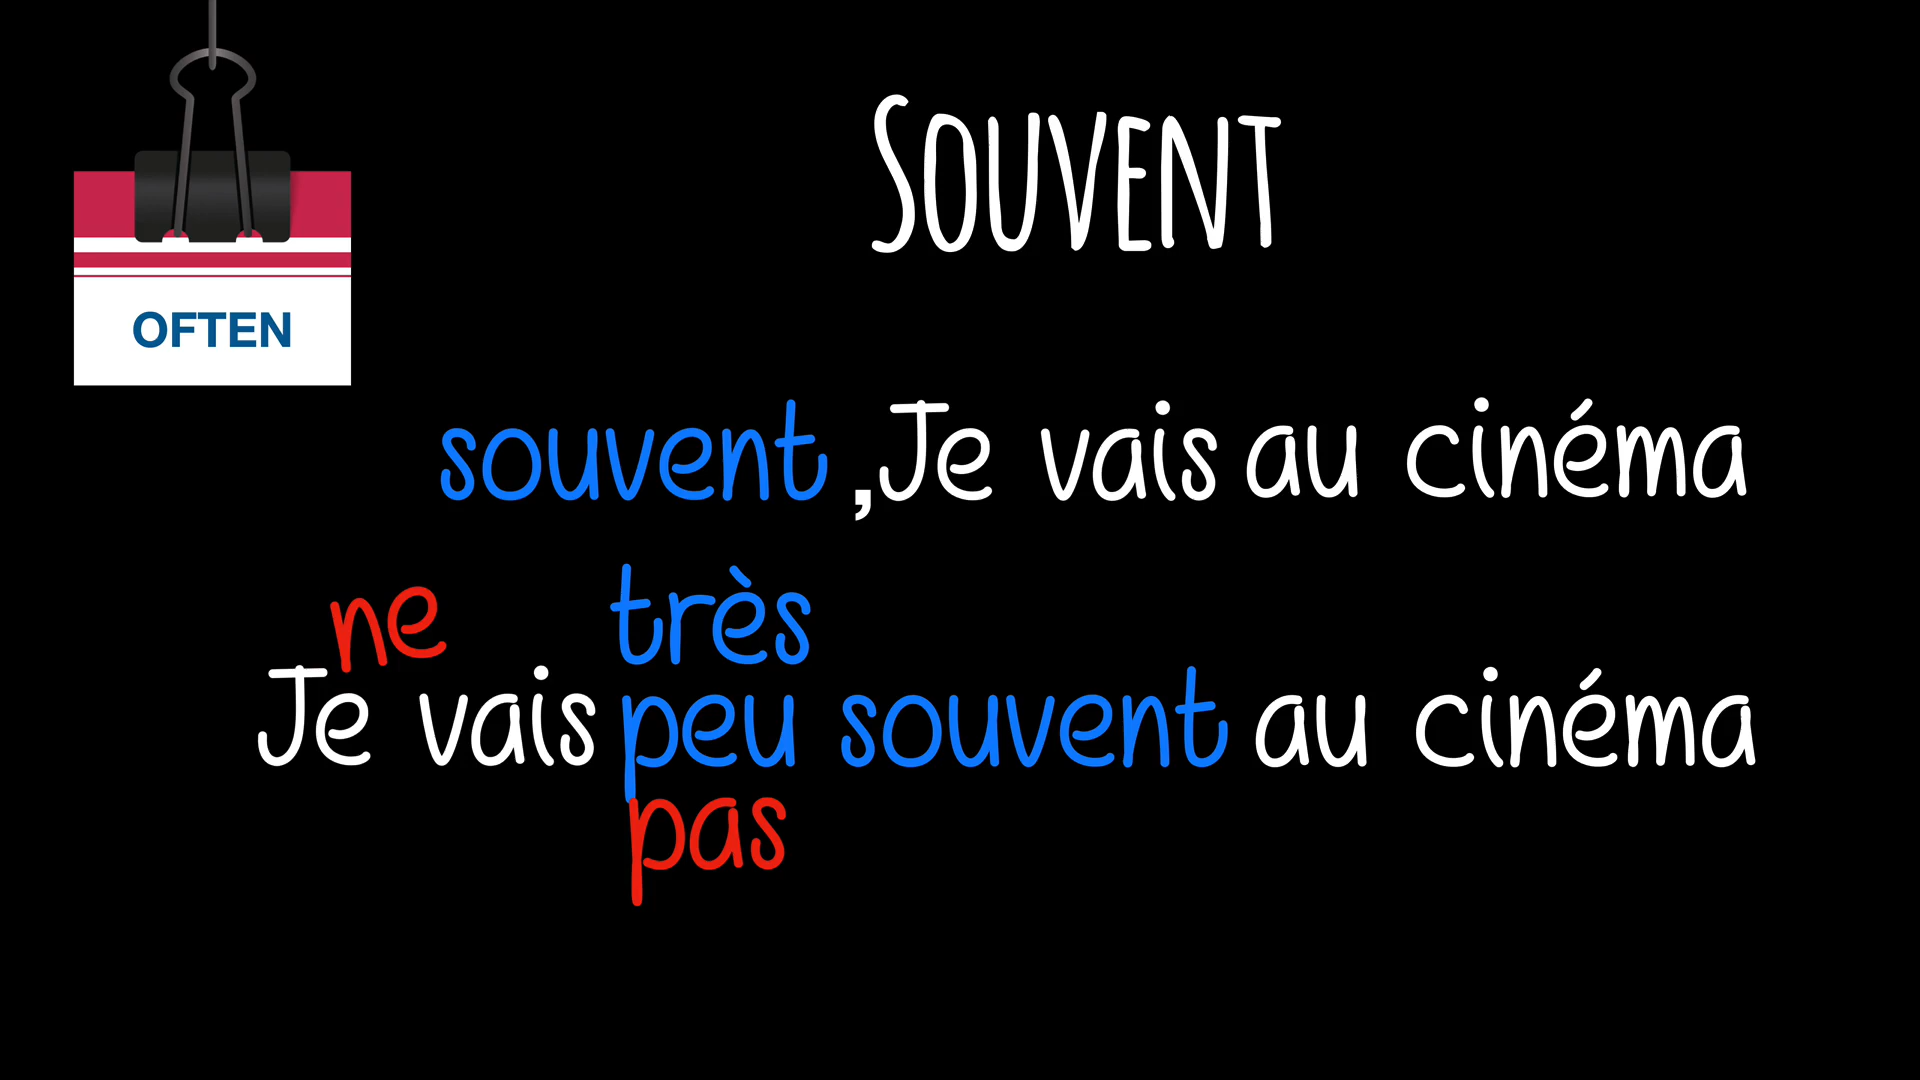 SOUVENT
OFTEN
souvent ,Je vais au cinéma
ne très
Je vais peu souvent au cinéma
pas